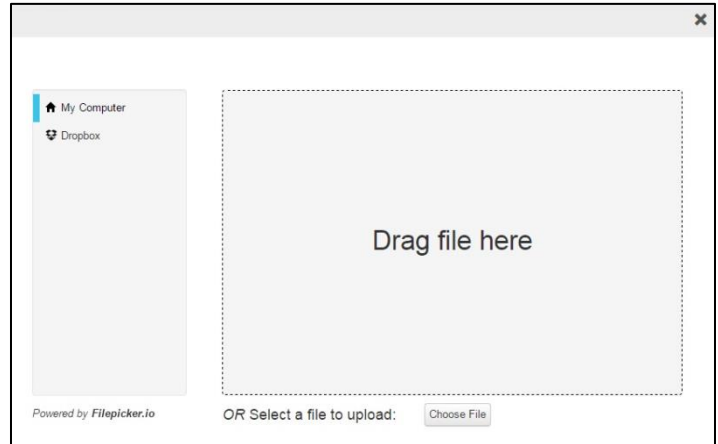 My Computer
Dropbox
Drag file here
Powered by Filepicker.io
OR Select a file to upload:
Choose File